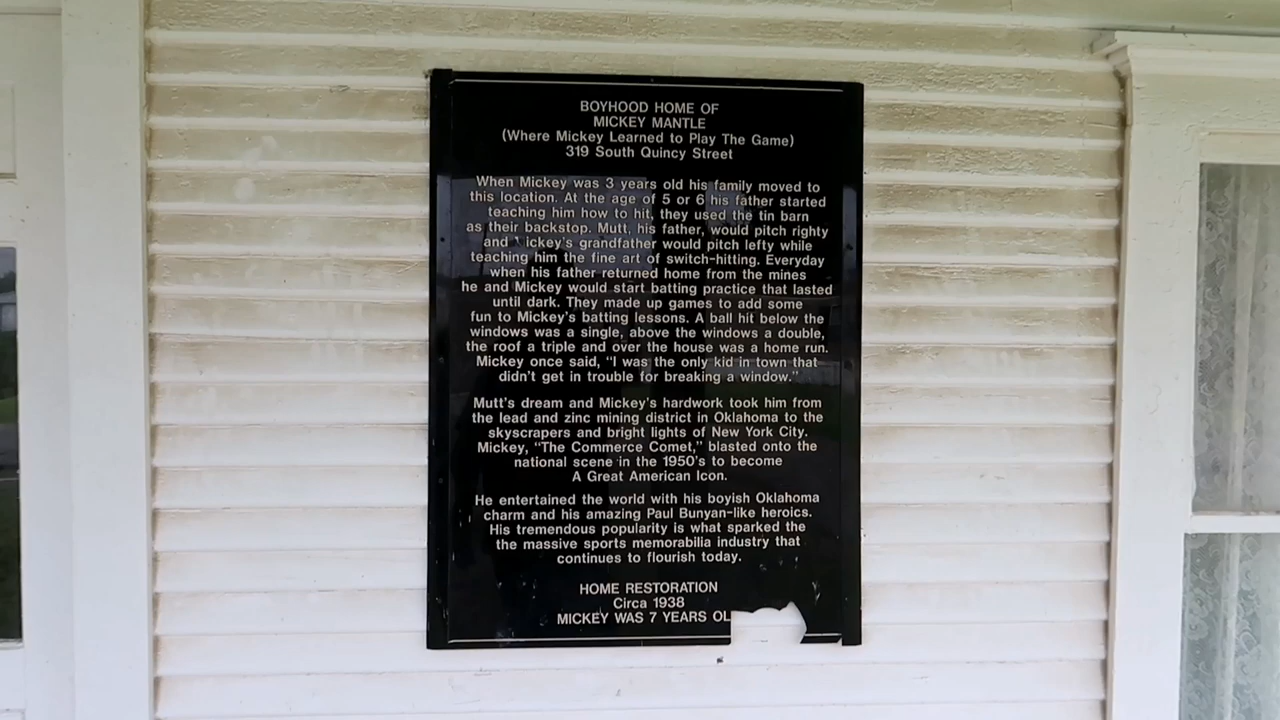 BOYHOOD HOME OF
MICKEY MANTLE
(Where Mickey Learned to Play The Game)
319 South Quincy Street
When Mickey was 3 years old his family moved to
this location. At the age of 5 or 6 his father started
teaching him how to hit, they used the tin barn
as their backstop. Mutt, his father, would pitch righty
and ickey's grandfather would pitch lefty while
teaching him the fine art of switch-hitting. Everyday
when his father returned home from the mines
he and Mickey would start batting practice that lasted
until dark. They made up games to add some
fun to Mickey's batting lessons. A ball hit below the
windows was a single, above the windows a double,
the roof a triple and over the house was a home run.
Mickey once said, "I was the only kid in town that
didn't get in trouble for breaking a window."
Mutt's dream and Mickey's hardwork took him from
the lead and zinc mining district in Oklahoma to the
skyscrapers and bright lights of New York City.
Mickey, "The Commerce Comet," blasted onto the
national scene in the 1950's to become
A Great American Icon.
He entertained the world with his boyish Oklahoma
charm and his amazing Paul Bunyan-like heroics.
His tremendous popularity is what sparked the
the massive sports memorabilia industry that
continues to flourish today.
HOME RESTORATION
Circa 1938
MICKEY WAS 7 YEARS OL